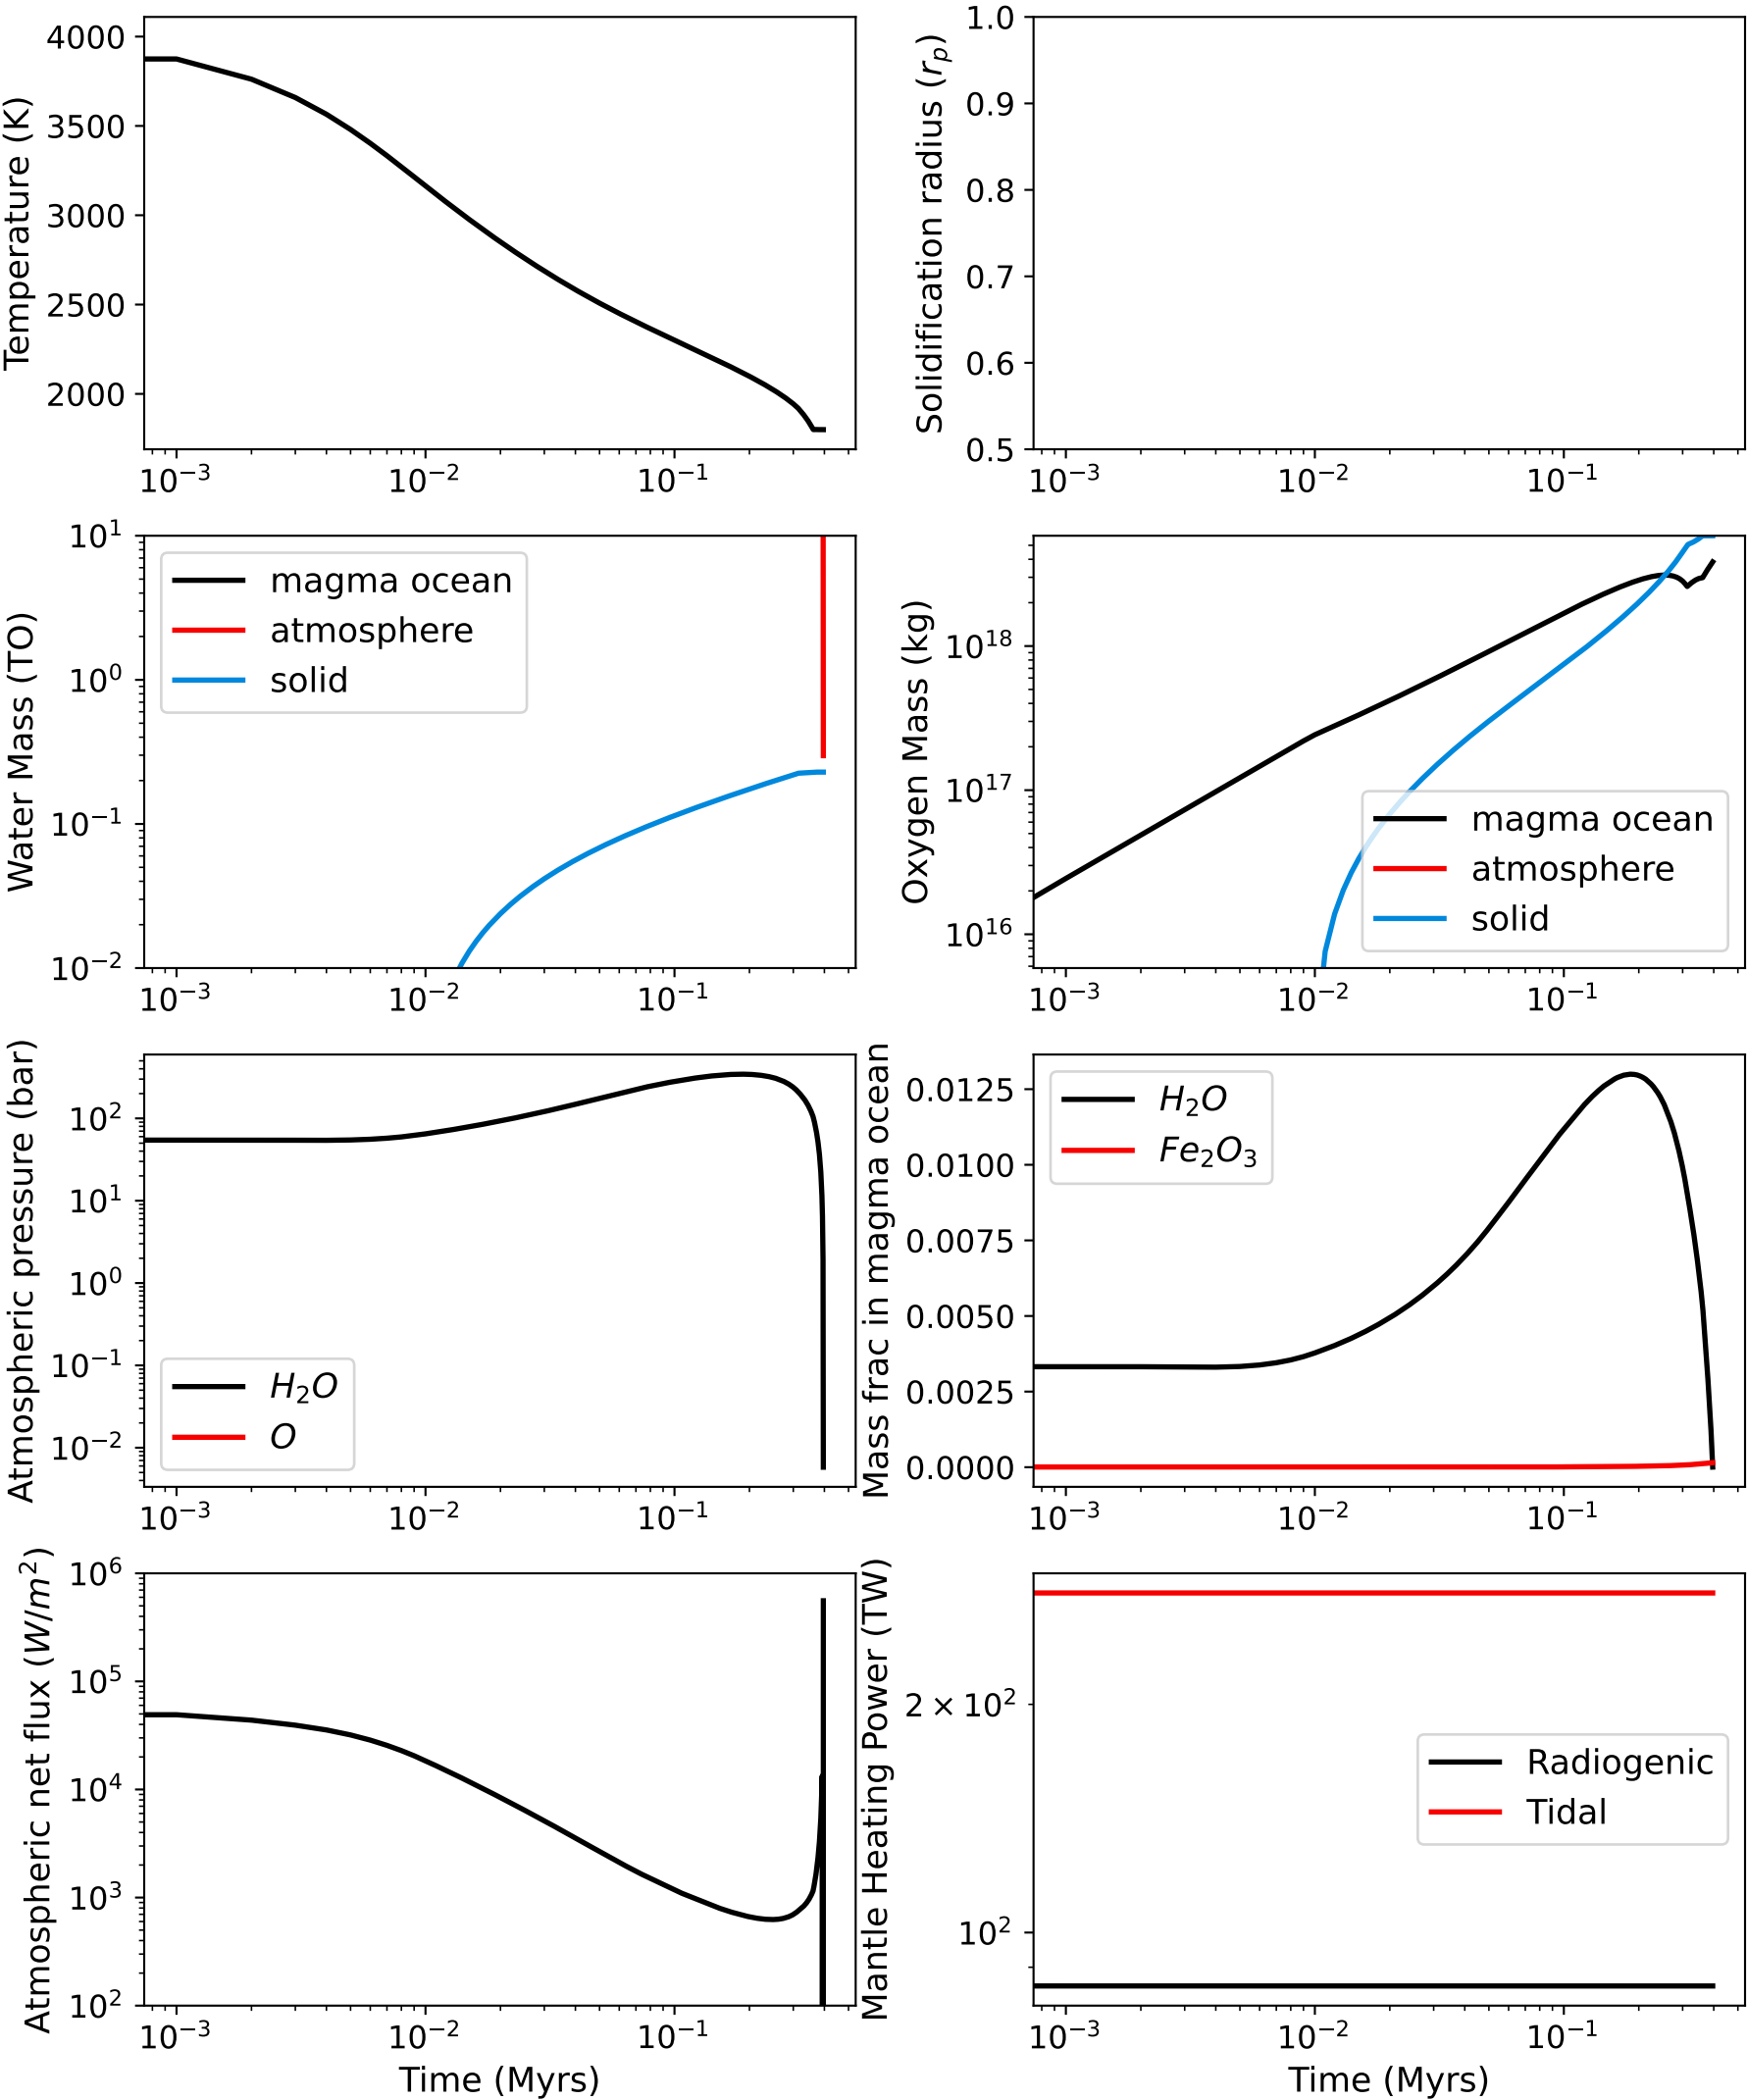 Temperature (K)
4000
3500
3000
2500
2000
10⁻³
10⁻²
10⁻¹
Solidification radius (rₚ)
1.0
0.9
0.8
0.7
0.6
0.5
10⁻³
10⁻²
10⁻¹
Water Mass (TO)
10¹
10⁰
10⁻¹
10⁻²
magma ocean
atmosphere
solid
10⁻³
10⁻²
10⁻¹
Oxygen Mass (kg)
10¹⁸
10¹⁷
10¹⁶
magma ocean
atmosphere
solid
10⁻³
10⁻²
10⁻¹
Atmospheric pressure (bar)
10²
10¹
10⁰
10⁻¹
10⁻²
H₂O
O
10⁻³
10⁻²
10⁻¹
Mass frac in magma ocean
0.0125
0.0100
0.0075
0.0050
0.0025
0.0000
H₂O
Fe₂O₃
10⁻³
10⁻²
10⁻¹
Atmospheric net flux (W/m²)
10⁶
10⁵
10⁴
10³
10²
10⁻³
10⁻²
10⁻¹
Time (Myrs)
Mantle Heating Power (TW)
2 × 10²
10²
Radiogenic
Tidal
10⁻³
10⁻²
10⁻¹
Time (Myrs)